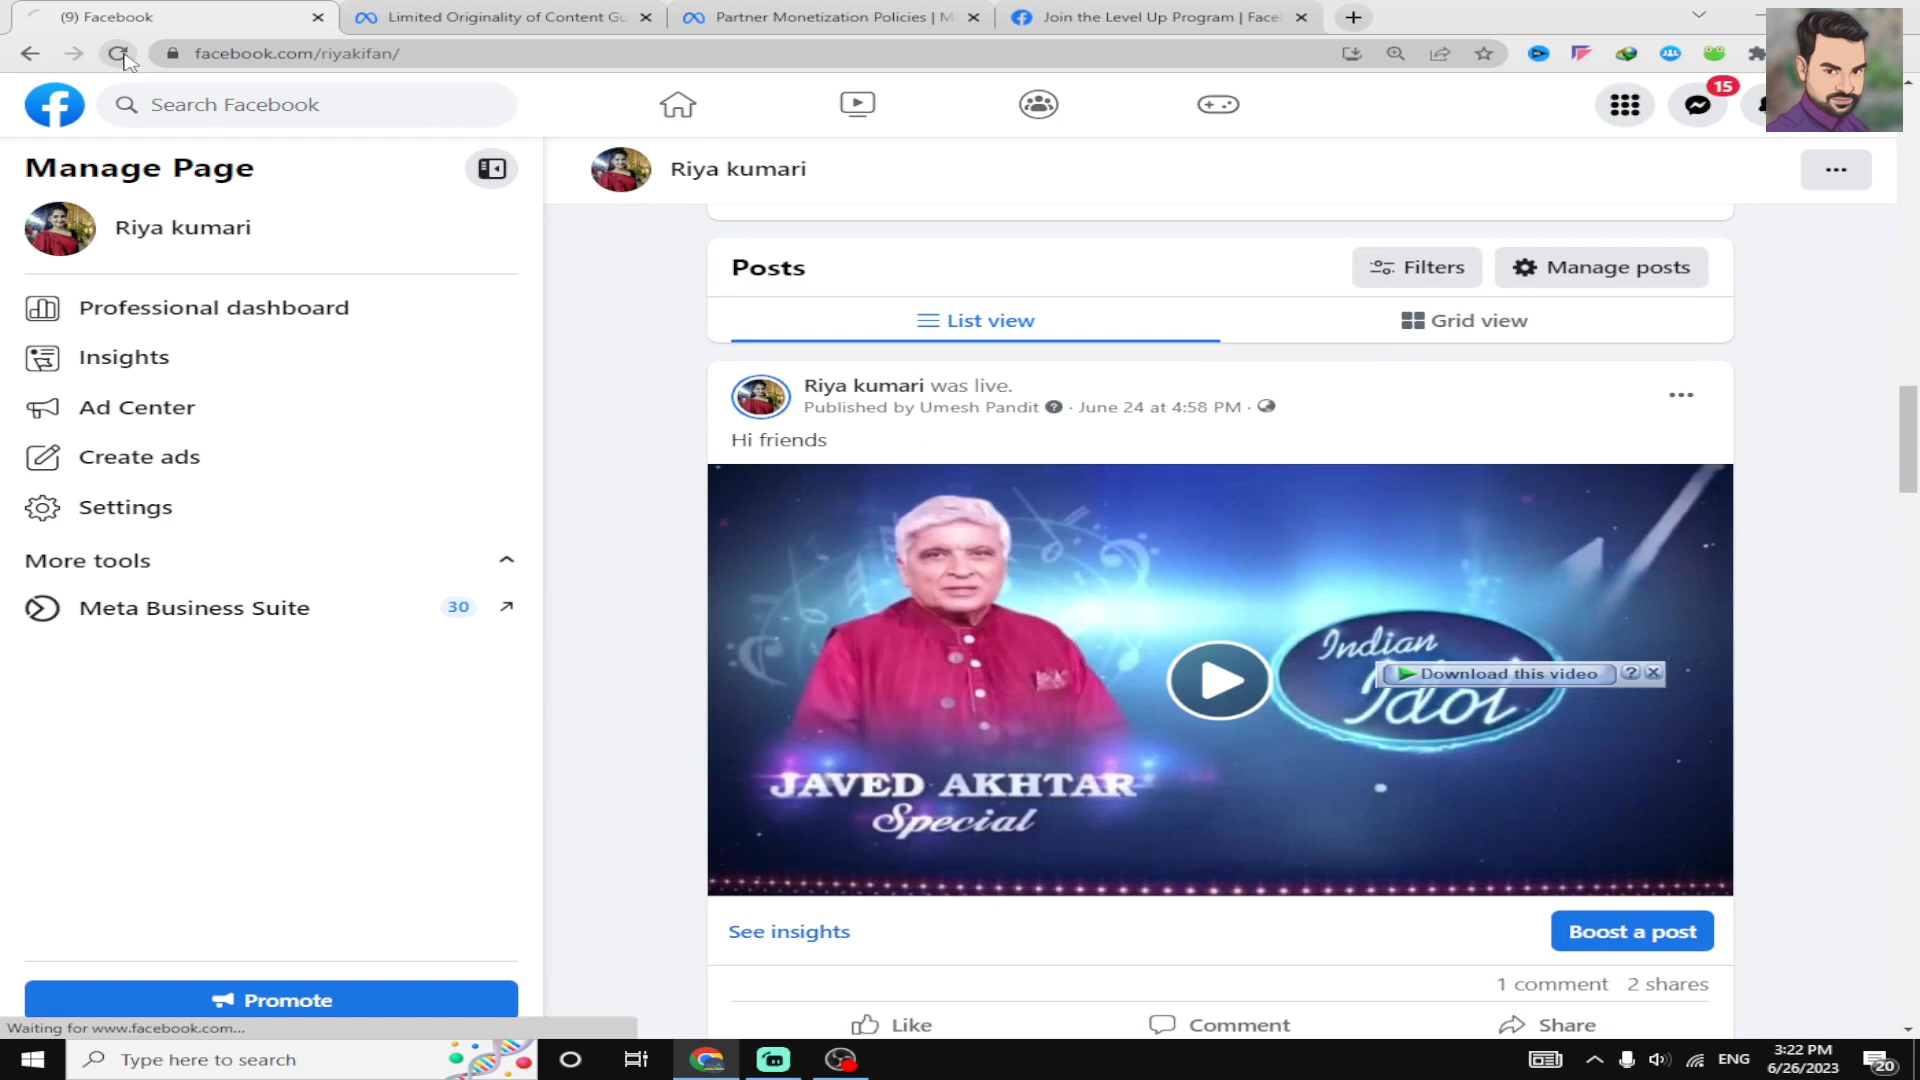 (9) Facebook
Limited Originality of Content Gu
Partner Monetization Policies | M
Join the Level Up Program | Face
facebook.com/riyakifan/
Search Facebook
15
Manage Page
Riya kumari
Riya kumari
Professional dashboard
Insights
Ad Center
Create ads
Settings
More tools
Meta Business Suite
30
Promote
Waiting for www.facebook.com...
Posts
Filters
Manage posts
List view
Grid view
Riya kumari was live.
Published by Umesh Pandit · June 24 at 4:58 PM ·
Hi friends
Indian
Idol
Download this video
JAVED AKHTAR
Special
See insights
Boost a post
1 comment 2 shares
Like
Comment
Share
Type here to search
ENG
3:22 PM
6/26/2023
20